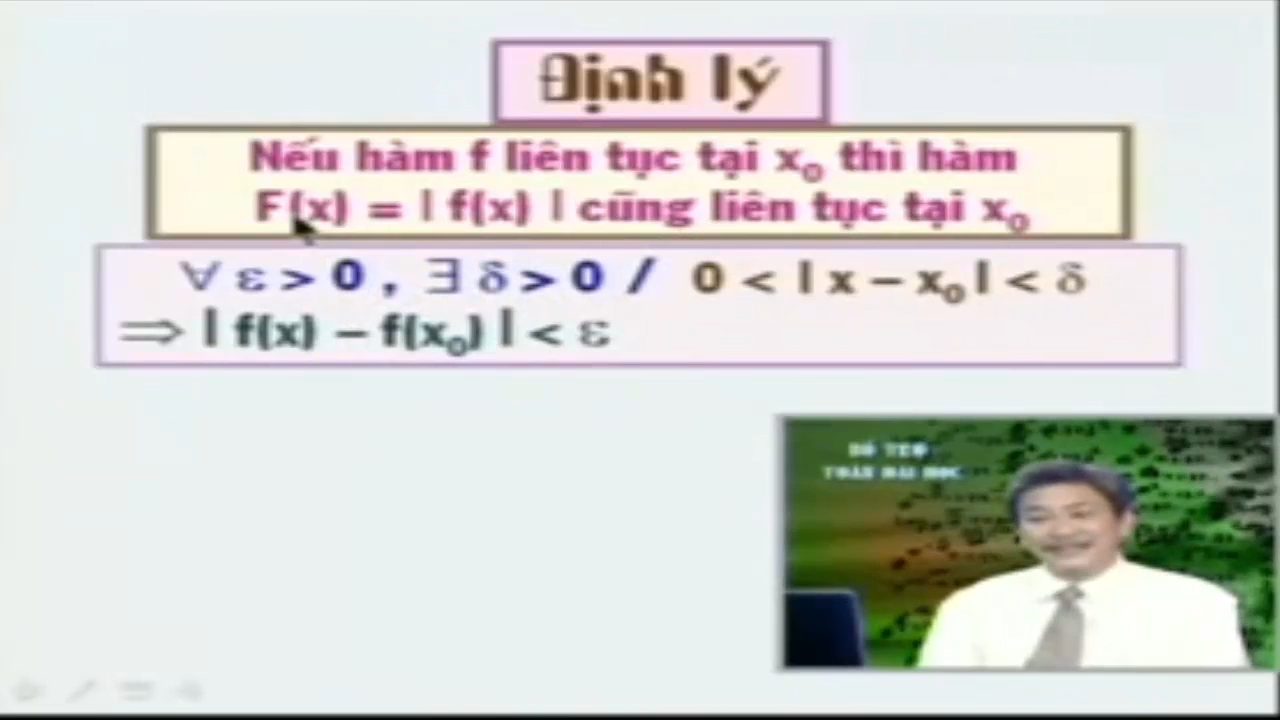 Định lý
Nếu hàm f liên tục tại x₀ thì hàm
F(x) = | f(x) | cũng liên tục tại x₀
∀ ε > 0 , ∃ δ > 0 / 0 < | x – x₀ | < δ
⇒ | f(x) – f(x₀) | < ε